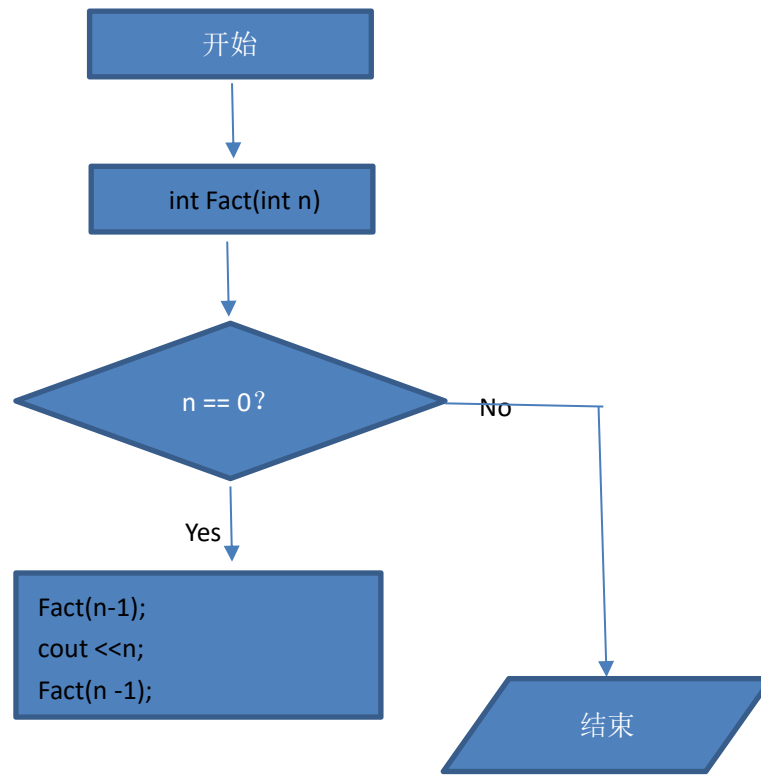 开始
int Fact(int n)
n == 0？
No
Yes
Fact(n-1);
cout <<n;
Fact(n -1);
结束